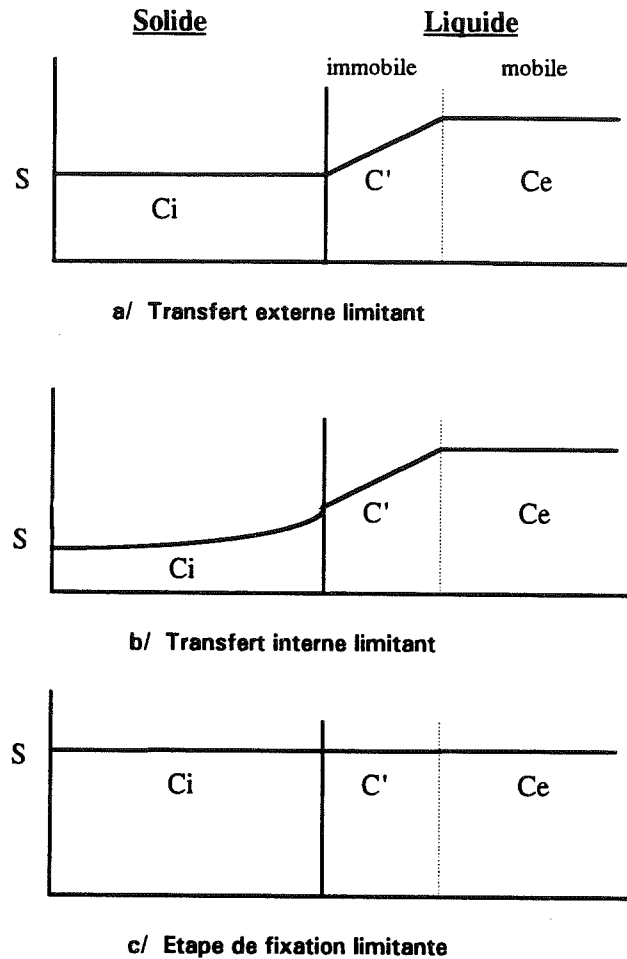 Solide Liquide
immobile mobile
S
Ci C' Ce
a/ Transfert externe limitant
S
Ci C' Ce
b/ Transfert interne limitant
S
Ci C' Ce
c/ Etape de fixation limitante